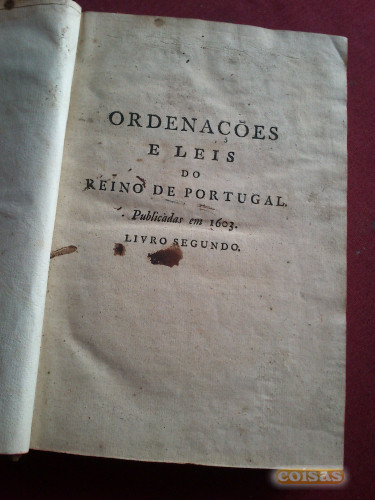 ORDENAÇÕES
E LEIS
DO
REINO DE PORTUGAL.
Publicadas em 1603.
LIVRO SEGUNDO.
coisas